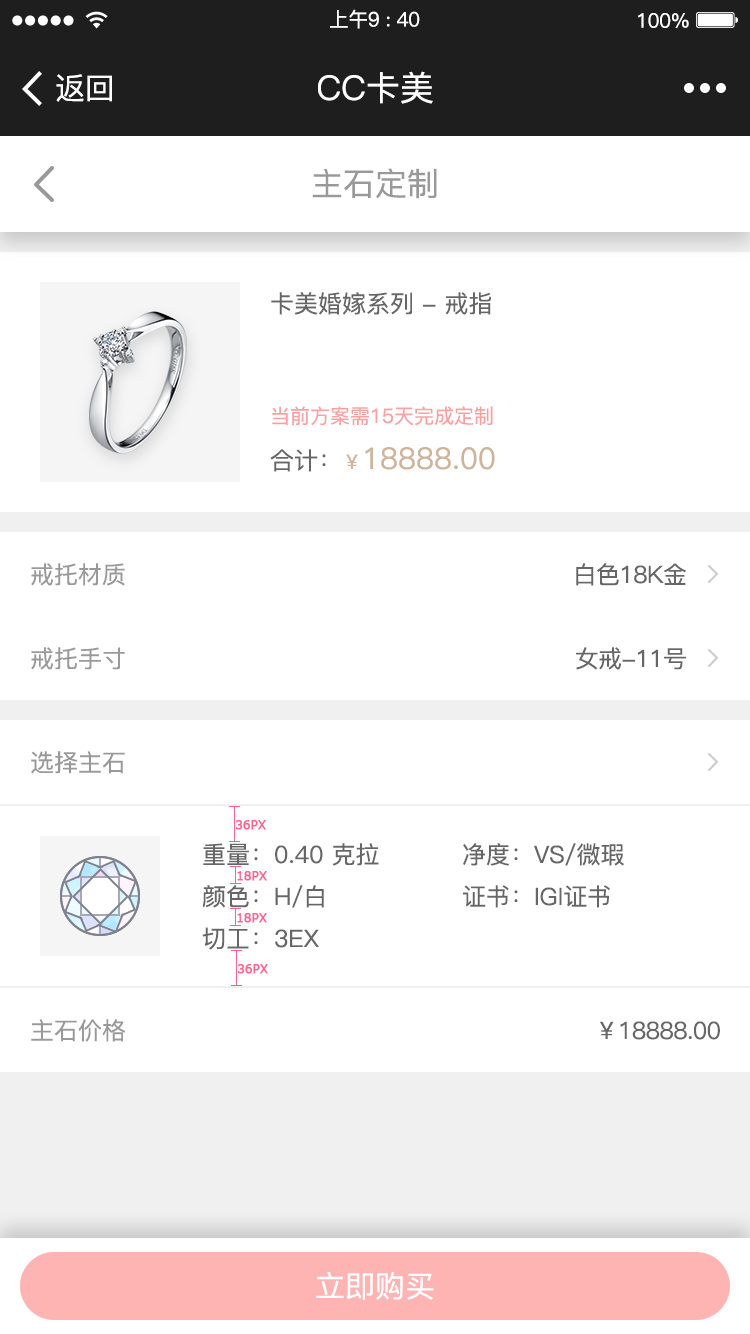 上午9 : 40
100%
返回
CC卡美
主石定制
卡美婚嫁系列 – 戒指
当前方案需15天完成定制
合计： ¥18888.00
戒托材质 白色18K金
戒托手寸 女戒–11号
选择主石
36PX
重量：0.40 克拉 净度：VS/微瑕
18PX
颜色：H/白 证书：IGI证书
18PX
切工：3EX
36PX
主石价格 ¥18888.00
立即购买